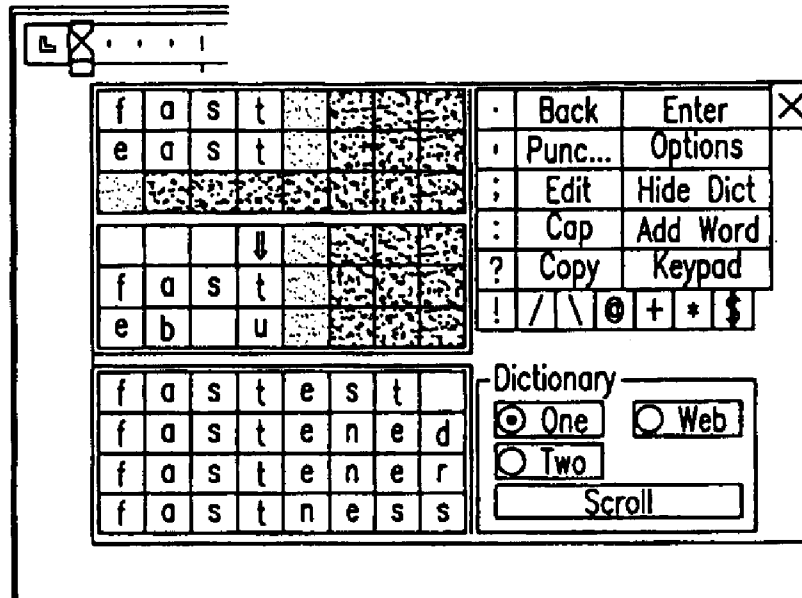 f a s t
e a s t
⇓
f a s t
e b u
f a s t e s t
f a s t e n e d
f a s t e n e r
f a s t n e s s
· Back Enter X
' Punc... Options
; Edit Hide Dict
: Cap Add Word
? Copy Keypad
! / \ @ + * $
Dictionary
One Web
Two
Scroll